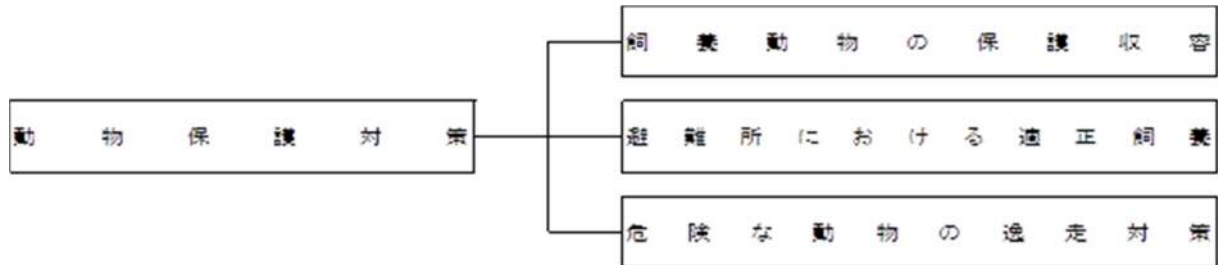 飼養動物の保護収容
動物保護対策
避難所における適正飼養
危険な動物の逸走対策